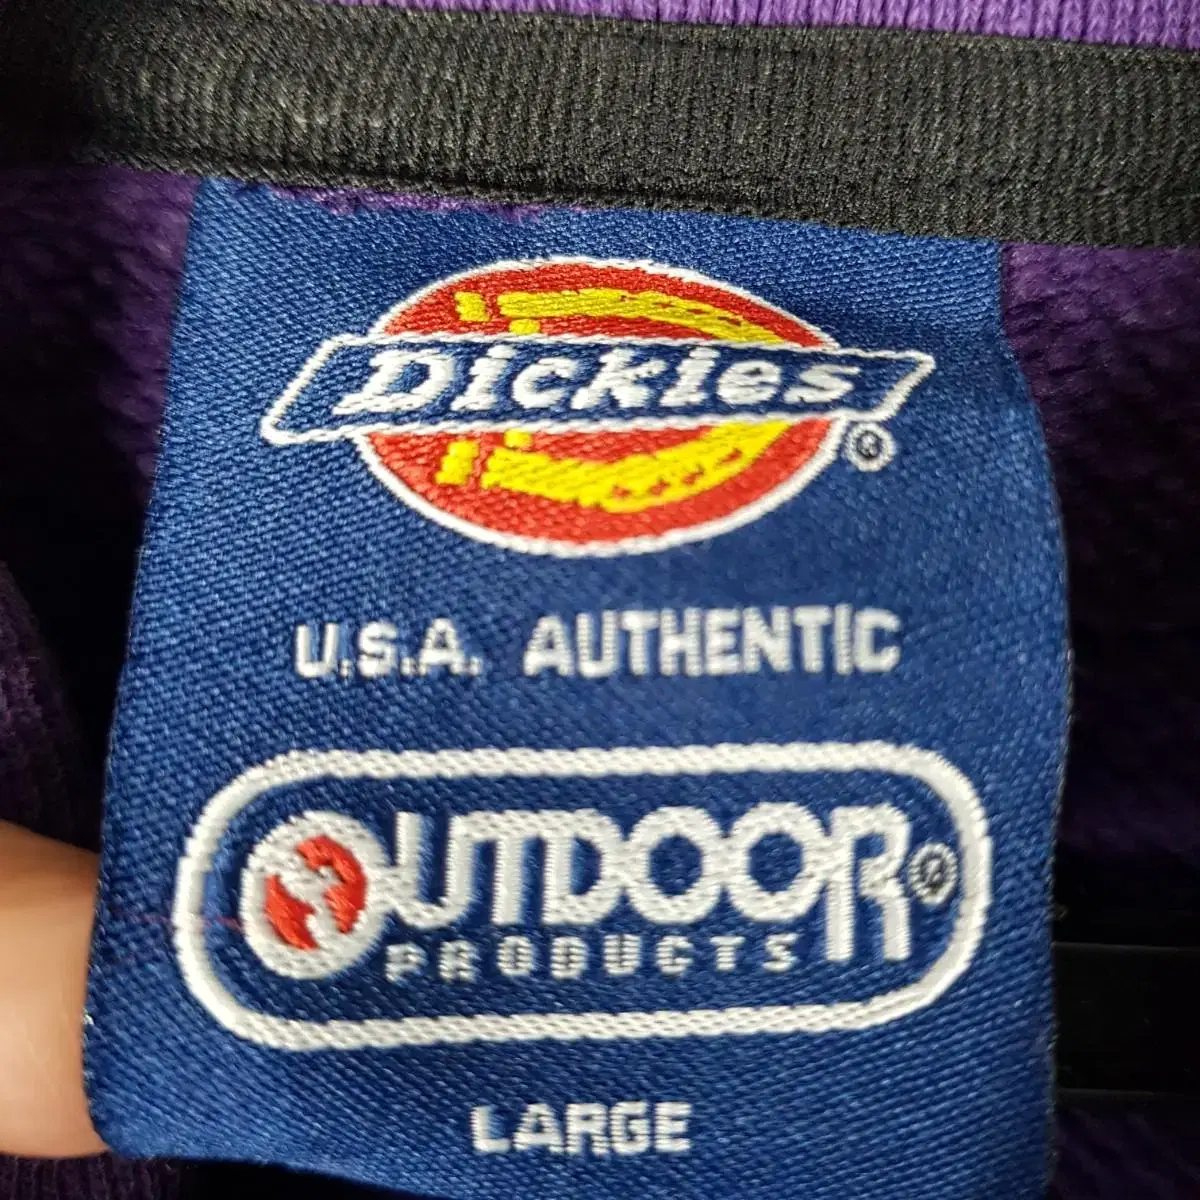 Dickies®
U.S.A. AUTHENTIC
OUTDOOR®
PRODUCTS
LARGE